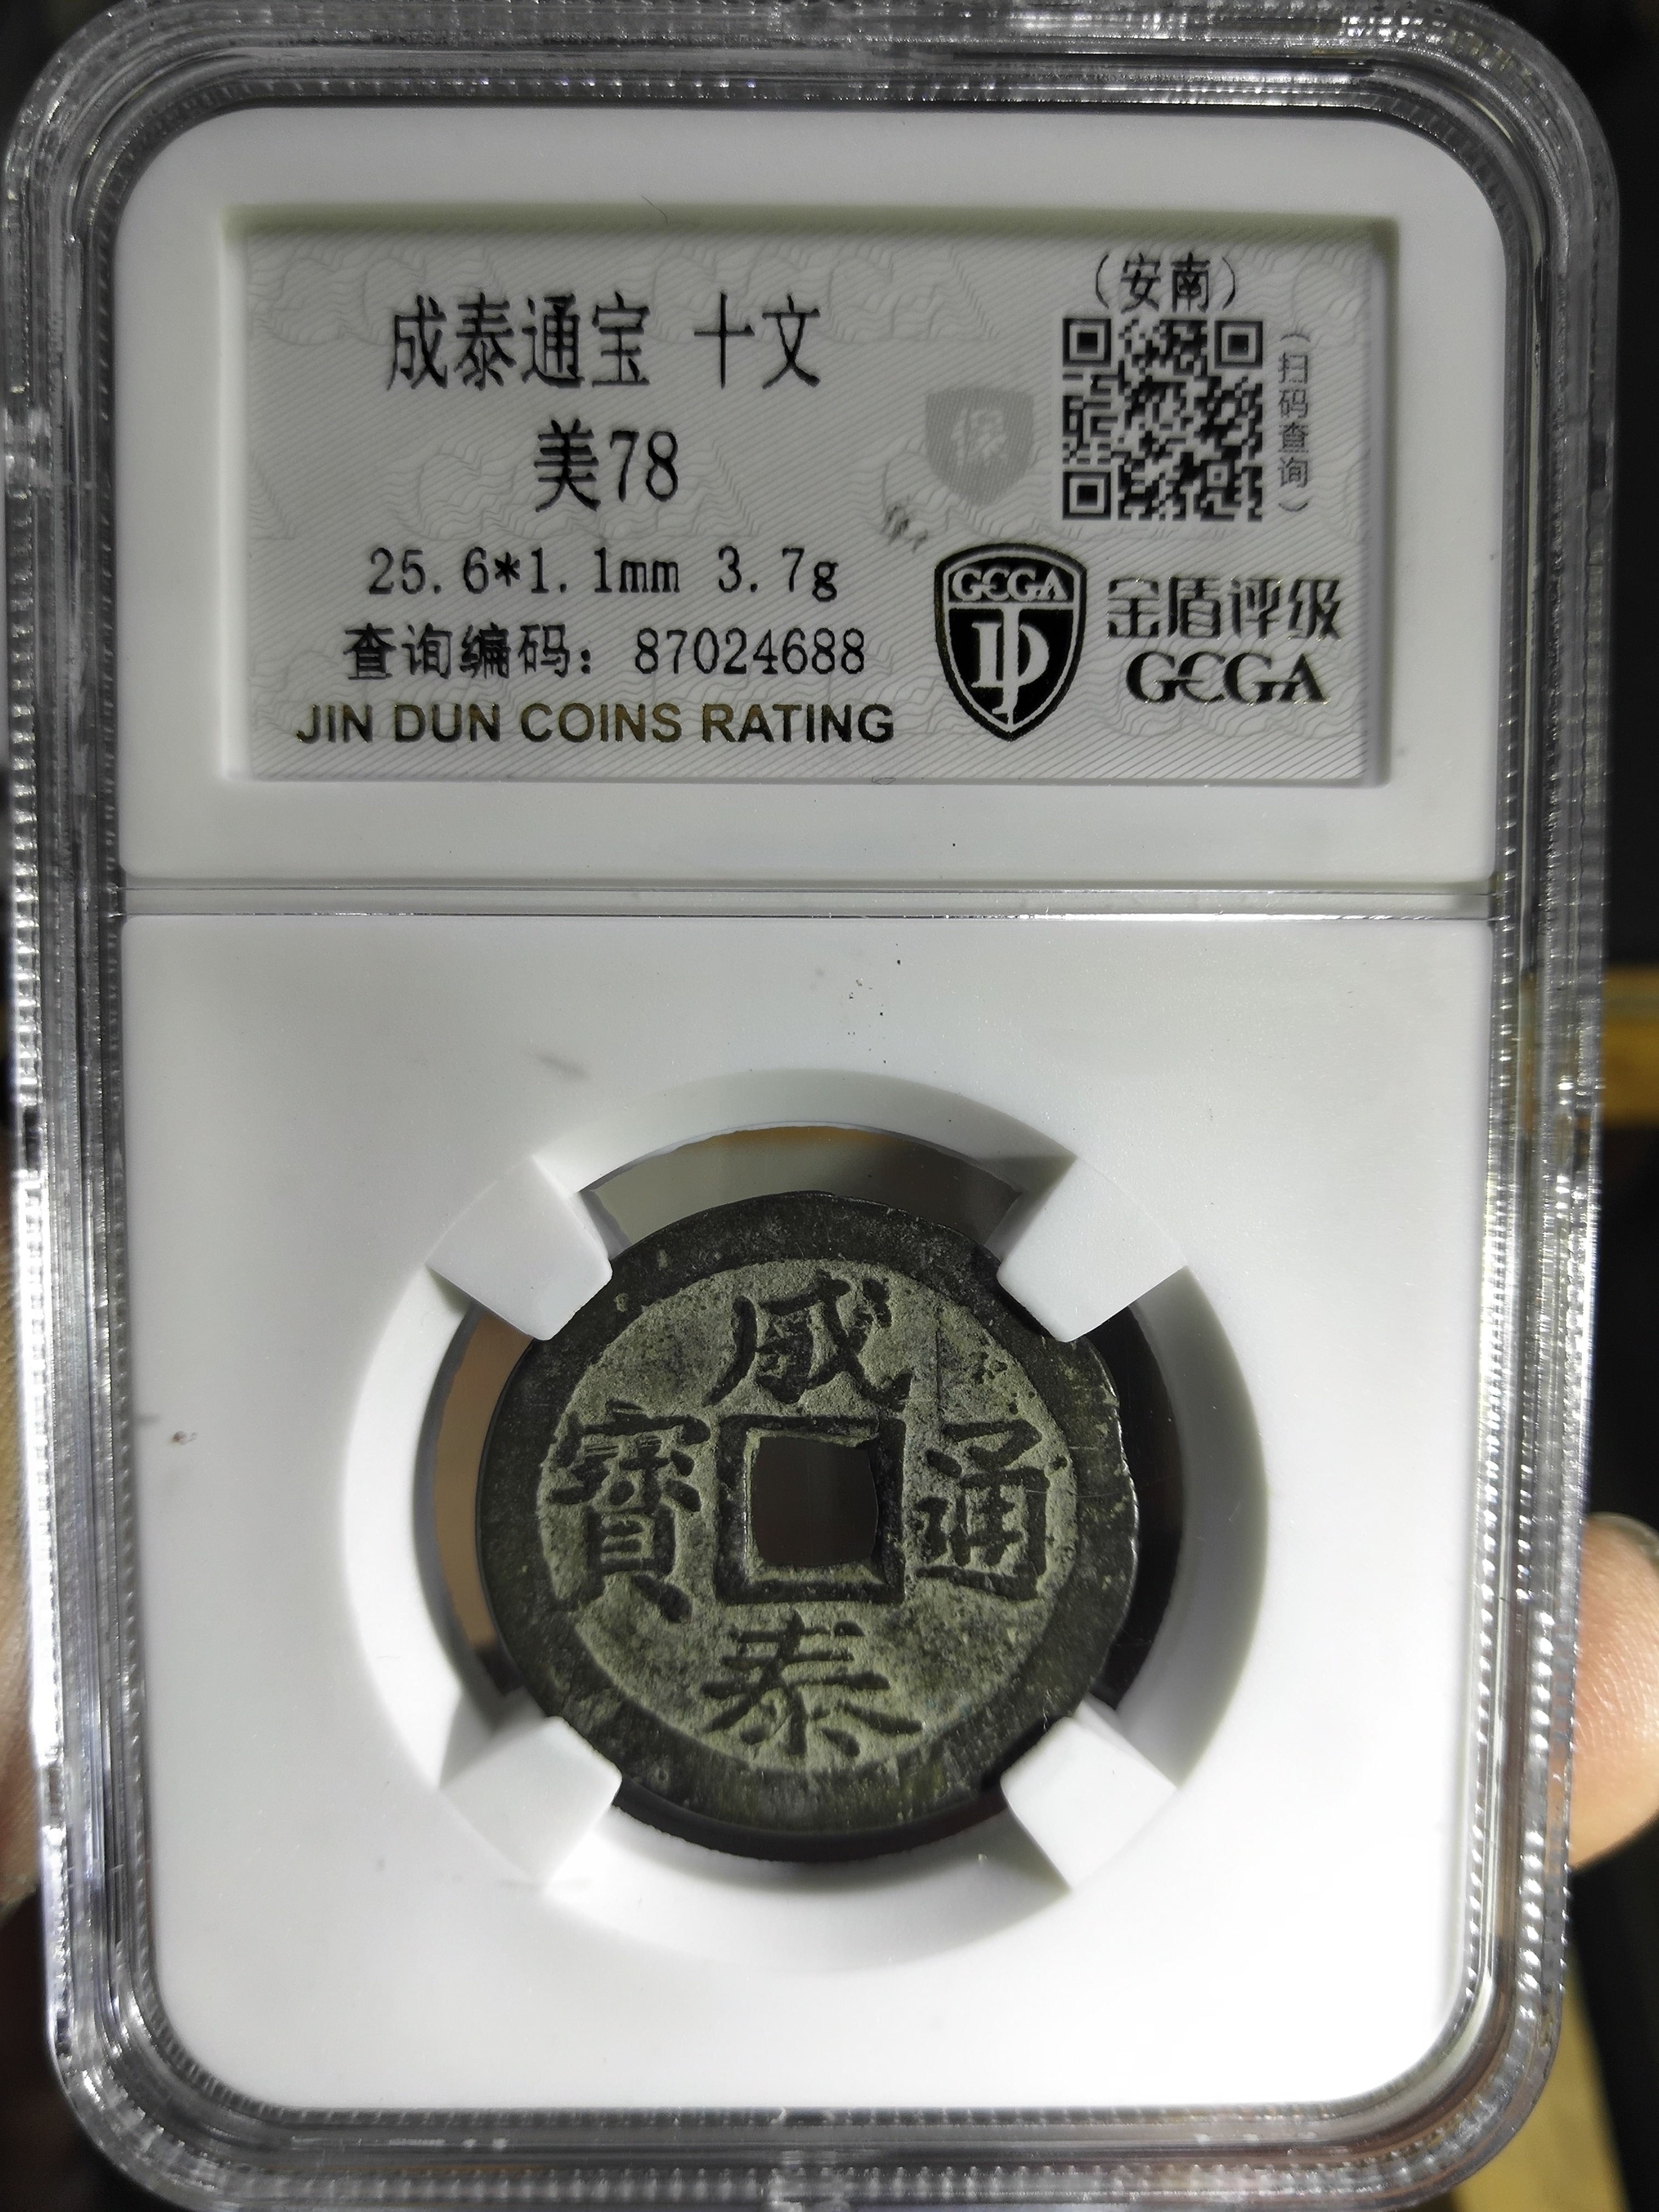 成泰通宝 十文
美78
25.6*1.1mm 3.7g
查询编码：87024688
JIN DUN COINS RATING
（安南）
（扫码查询）
保
GCGA
金盾评级
GCGA
成
泰
通
寶